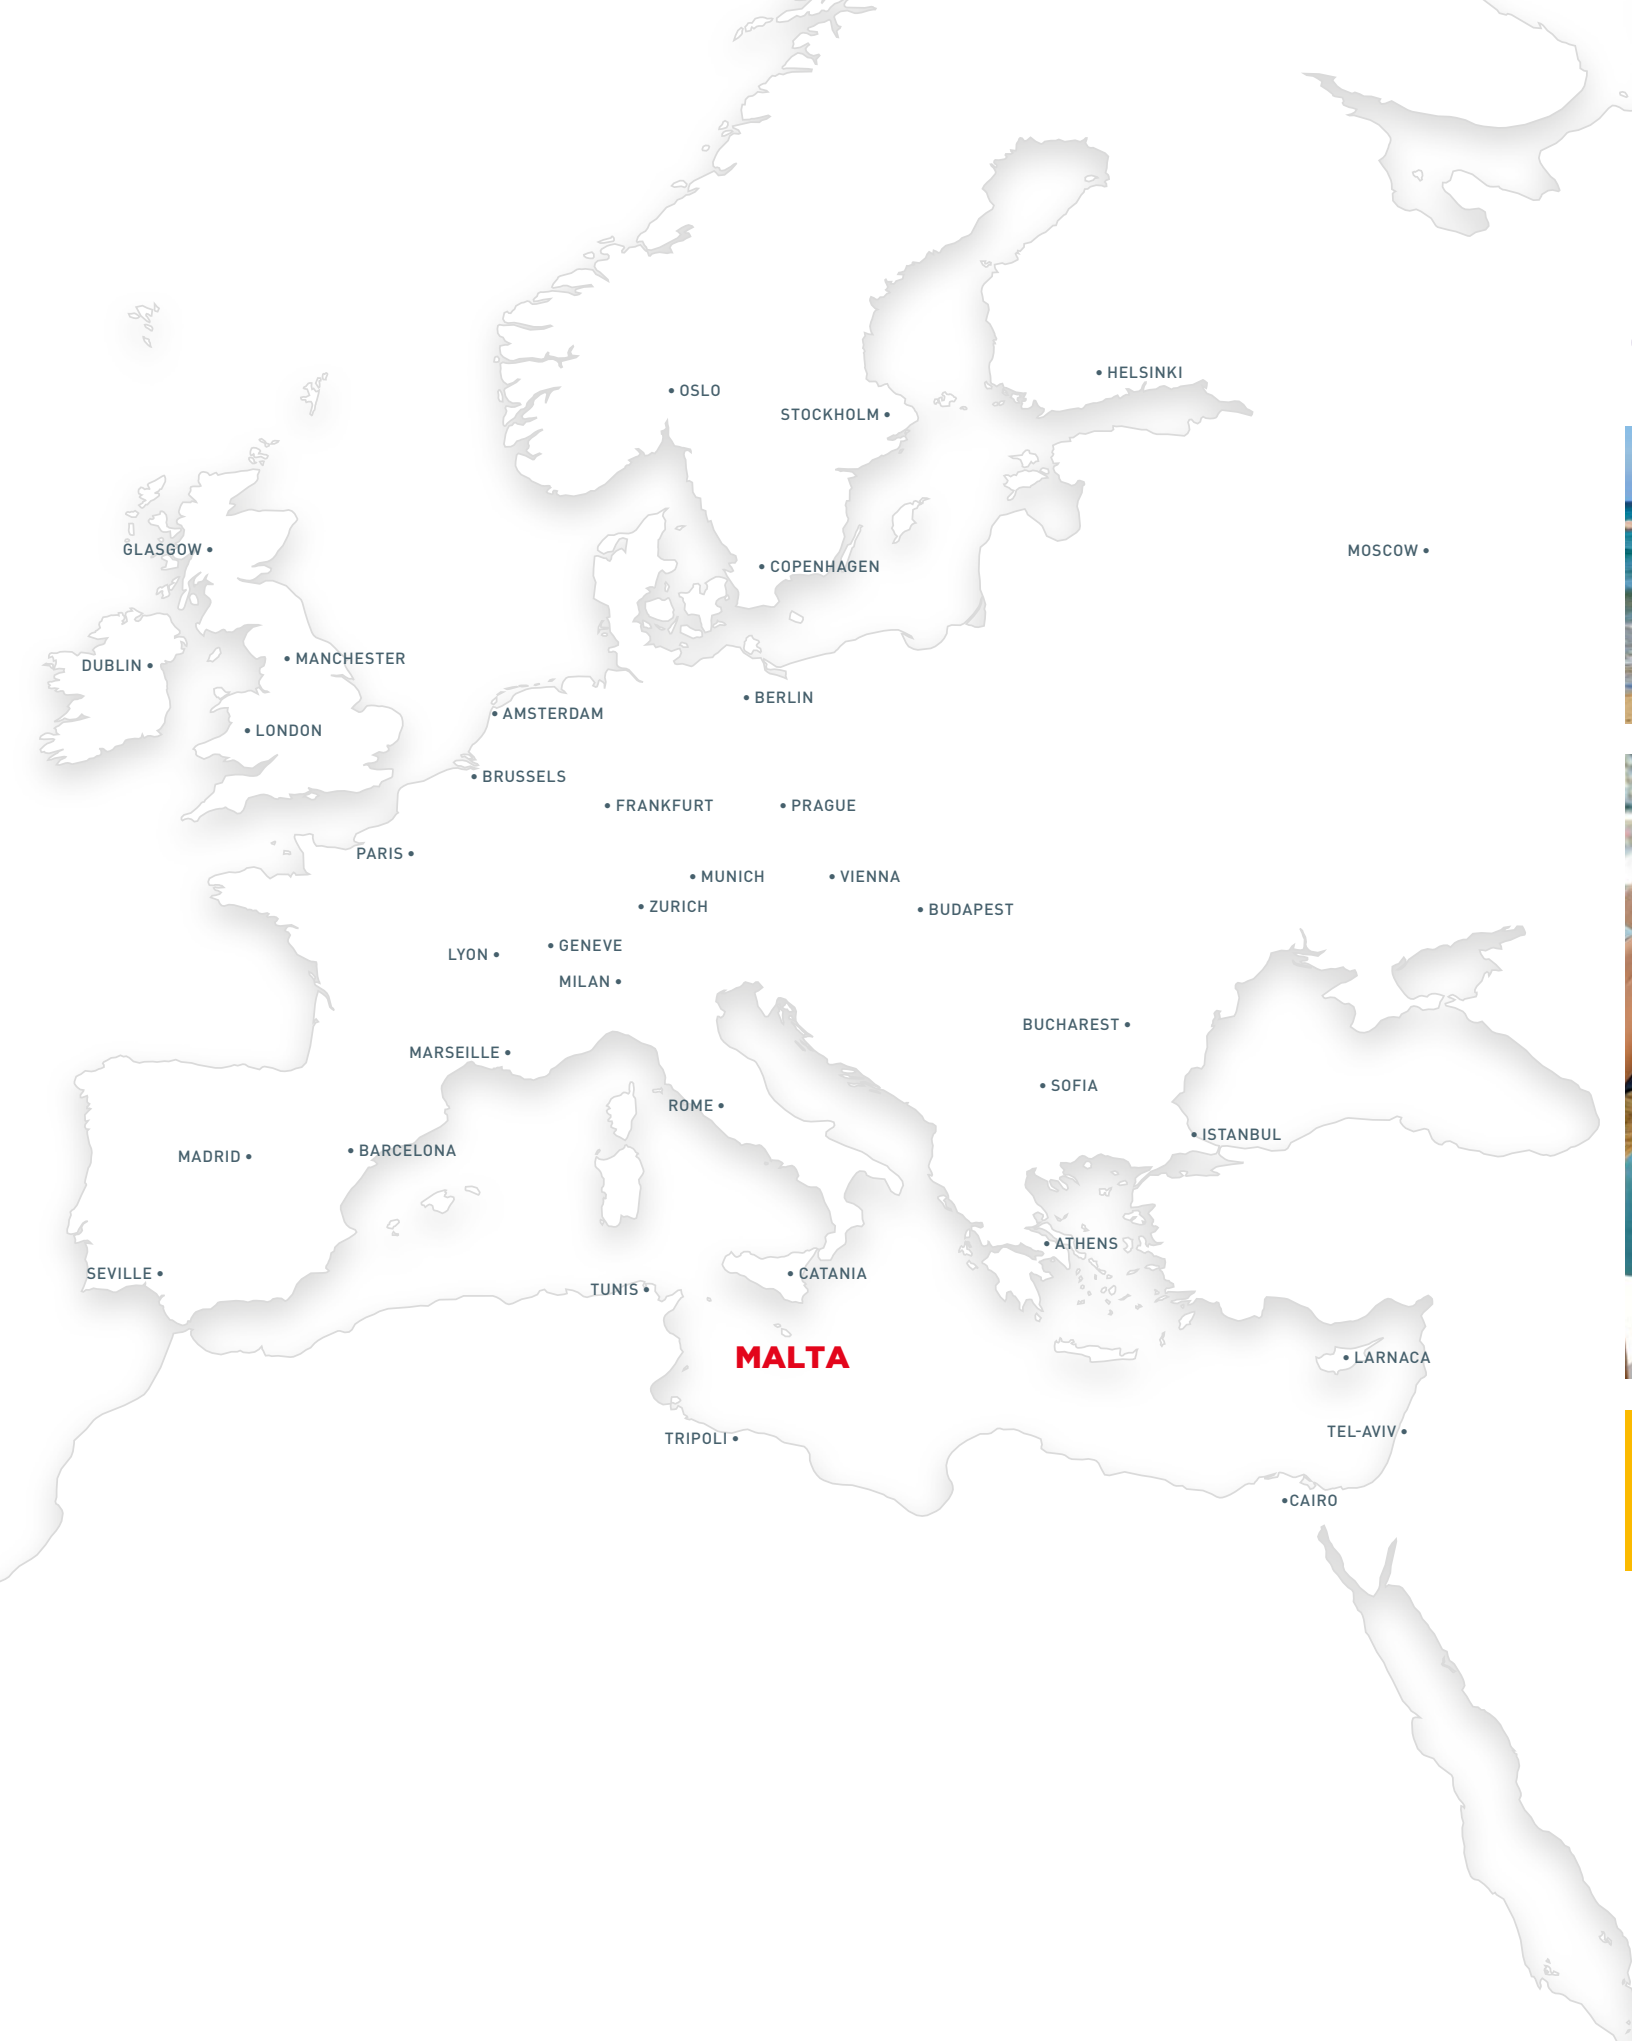 • HELSINKI
• OSLO
STOCKHOLM •
GLASGOW •
MOSCOW •
• COPENHAGEN
• MANCHESTER
DUBLIN •
• BERLIN
• AMSTERDAM
• LONDON
• BRUSSELS
• FRANKFURT
• PRAGUE
PARIS •
• MUNICH
• VIENNA
• ZURICH
• BUDAPEST
• GENEVE
LYON •
MILAN •
BUCHAREST •
MARSEILLE •
• SOFIA
ROME •
• ISTANBUL
• BARCELONA
MADRID •
• ATHENS
SEVILLE •
• CATANIA
TUNIS •
MALTA
• LARNACA
TEL-AVIV •
TRIPOLI •
•CAIRO